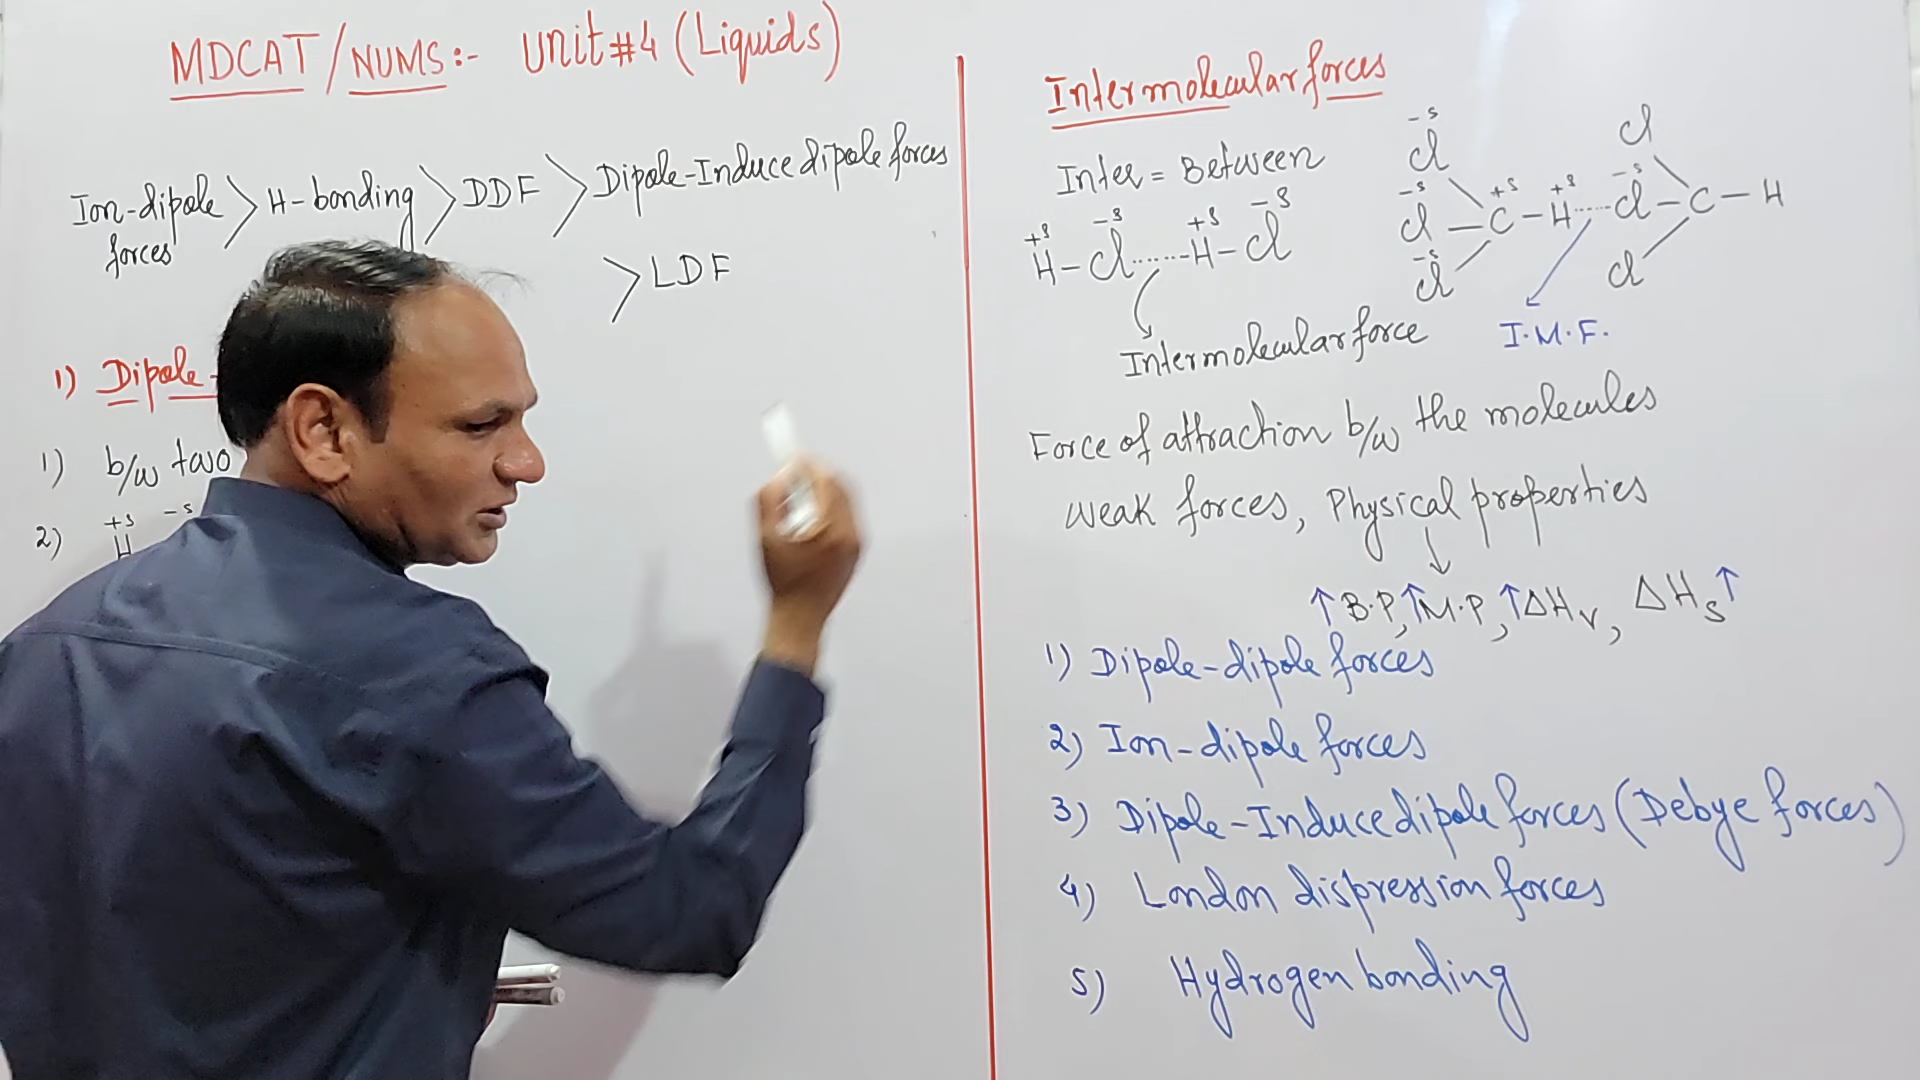 MDCAT/NUMS:- Unit#4 (Liquids)
Ion-dipole forces > H-bonding > DDF > Dipole-Induce dipole forces
> LDF
1) Dipole-
1) b/w two
2) +δ -δ
H
Intermolecular forces
Inter = Between
+δ -δ +δ -δ
H-Cl......H-Cl
Intermolecular force
-δ
Cl Cl
-δ +δ +δ -δ
Cl-C-H......Cl-C-H
-δ
Cl Cl
I.M.F.
Force of attraction b/w the molecules
Weak forces, Physical properties
↑B.P, ↑M.P, ↑ΔHv, ΔHs↑
1) Dipole-dipole forces
2) Ion-dipole forces
3) Dipole-Induce dipole forces (Debye forces)
4) London dispression forces
5) Hydrogen bonding